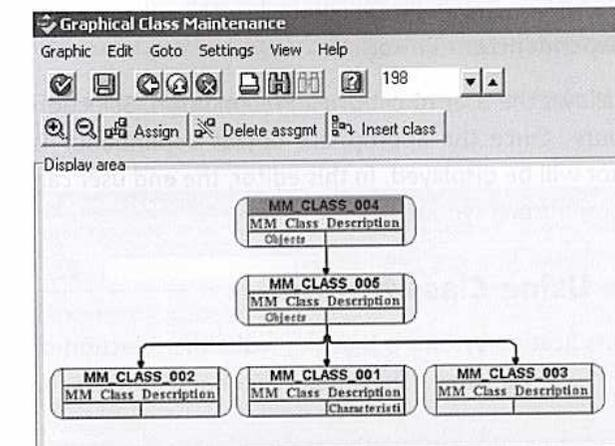 Graphical Class Maintenance
Graphic Edit Goto Settings View Help
198
Assign Delete assgmt Insert class
Display area
MM_CLASS_004
MM Class Description
Objects
MM_CLASS_005
MM Class Description
Objects
MM_CLASS_002 MM_CLASS_001 MM_CLASS_003
MM Class Description MM Class Description MM Class Description
Characteristi